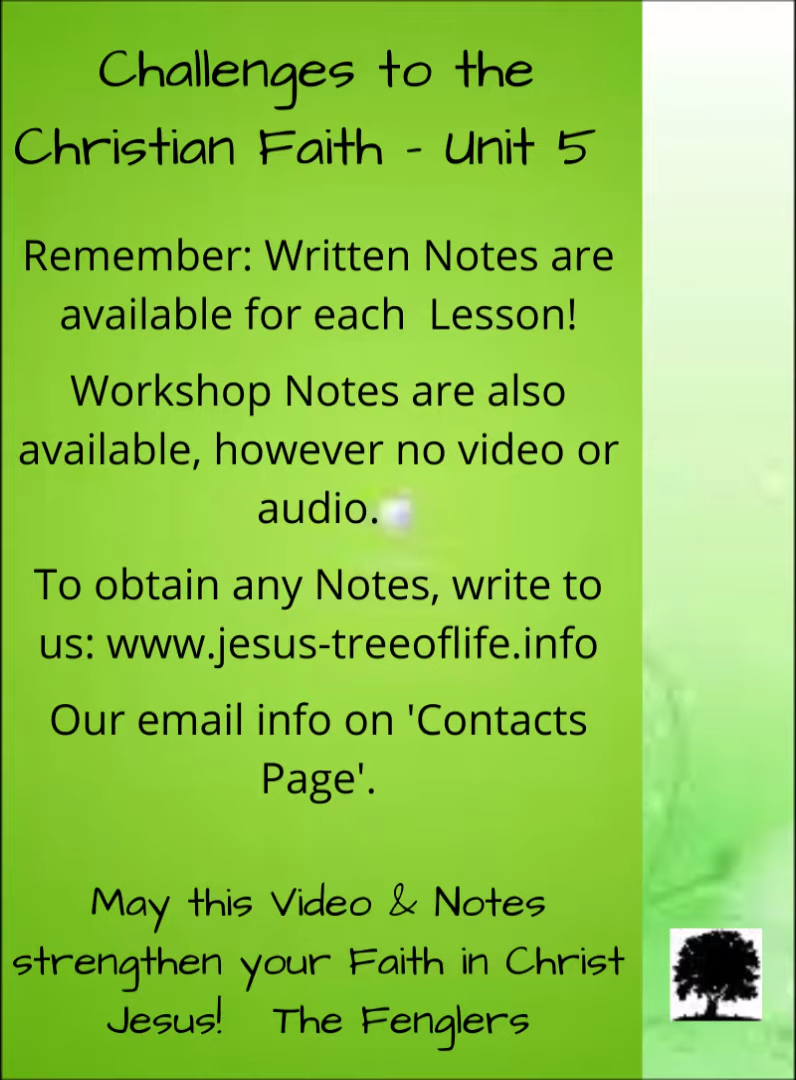 Challenges to the
Christian Faith - Unit 5
Remember: Written Notes are
available for each Lesson!
Workshop Notes are also
available, however no video or
audio.
To obtain any Notes, write to
us: www.jesus-treeoflife.info
Our email info on 'Contacts
Page'.
May this Video & Notes
strengthen your Faith in Christ
Jesus! The Fenglers